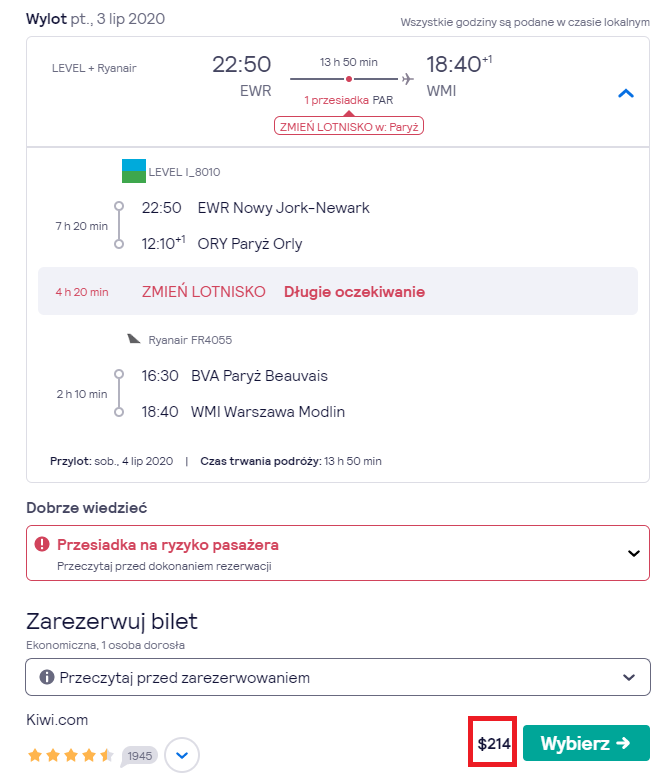 Wylot pt., 3 lip 2020
Wszystkie godziny są podane w czasie lokalnym
LEVEL + Ryanair
22:50 13 h 50 min 18:40+1
EWR 1 przesiadka PAR WMI
ZMIEŃ LOTNISKO w: Paryż
LEVEL I_8010
22:50 EWR Nowy Jork-Newark
7 h 20 min
12:10+1 ORY Paryż Orly
4 h 20 min ZMIEŃ LOTNISKO Długie oczekiwanie
Ryanair FR4055
16:30 BVA Paryż Beauvais
2 h 10 min
18:40 WMI Warszawa Modlin
Przylot: sob., 4 lip 2020 | Czas trwania podróży: 13 h 50 min
Dobrze wiedzieć
Przesiadka na ryzyko pasażera
Przeczytaj przed dokonaniem rezerwacji
Zarezerwuj bilet
Ekonomiczna, 1 osoba dorosła
Przeczytaj przed zarezerwowaniem
Kiwi.com
1945
$214 Wybierz →